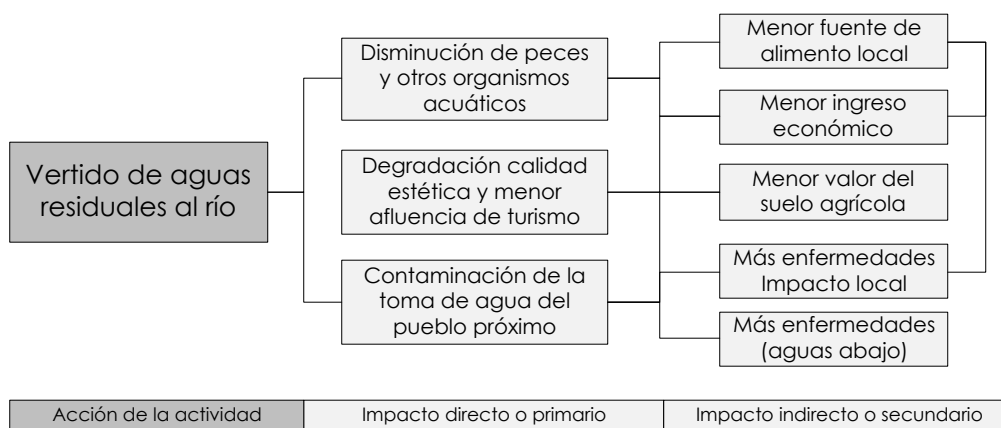 Vertido de aguas
residuales al río
Disminución de peces
y otros organismos
acuáticos
Degradación calidad
estética y menor
afluencia de turismo
Contaminación de la
toma de agua del
pueblo próximo
Menor fuente de
alimento local
Menor ingreso
económico
Menor valor del
suelo agrícola
Más enfermedades
Impacto local
Más enfermedades
(aguas abajo)
Acción de la actividad
Impacto directo o primario
Impacto indirecto o secundario